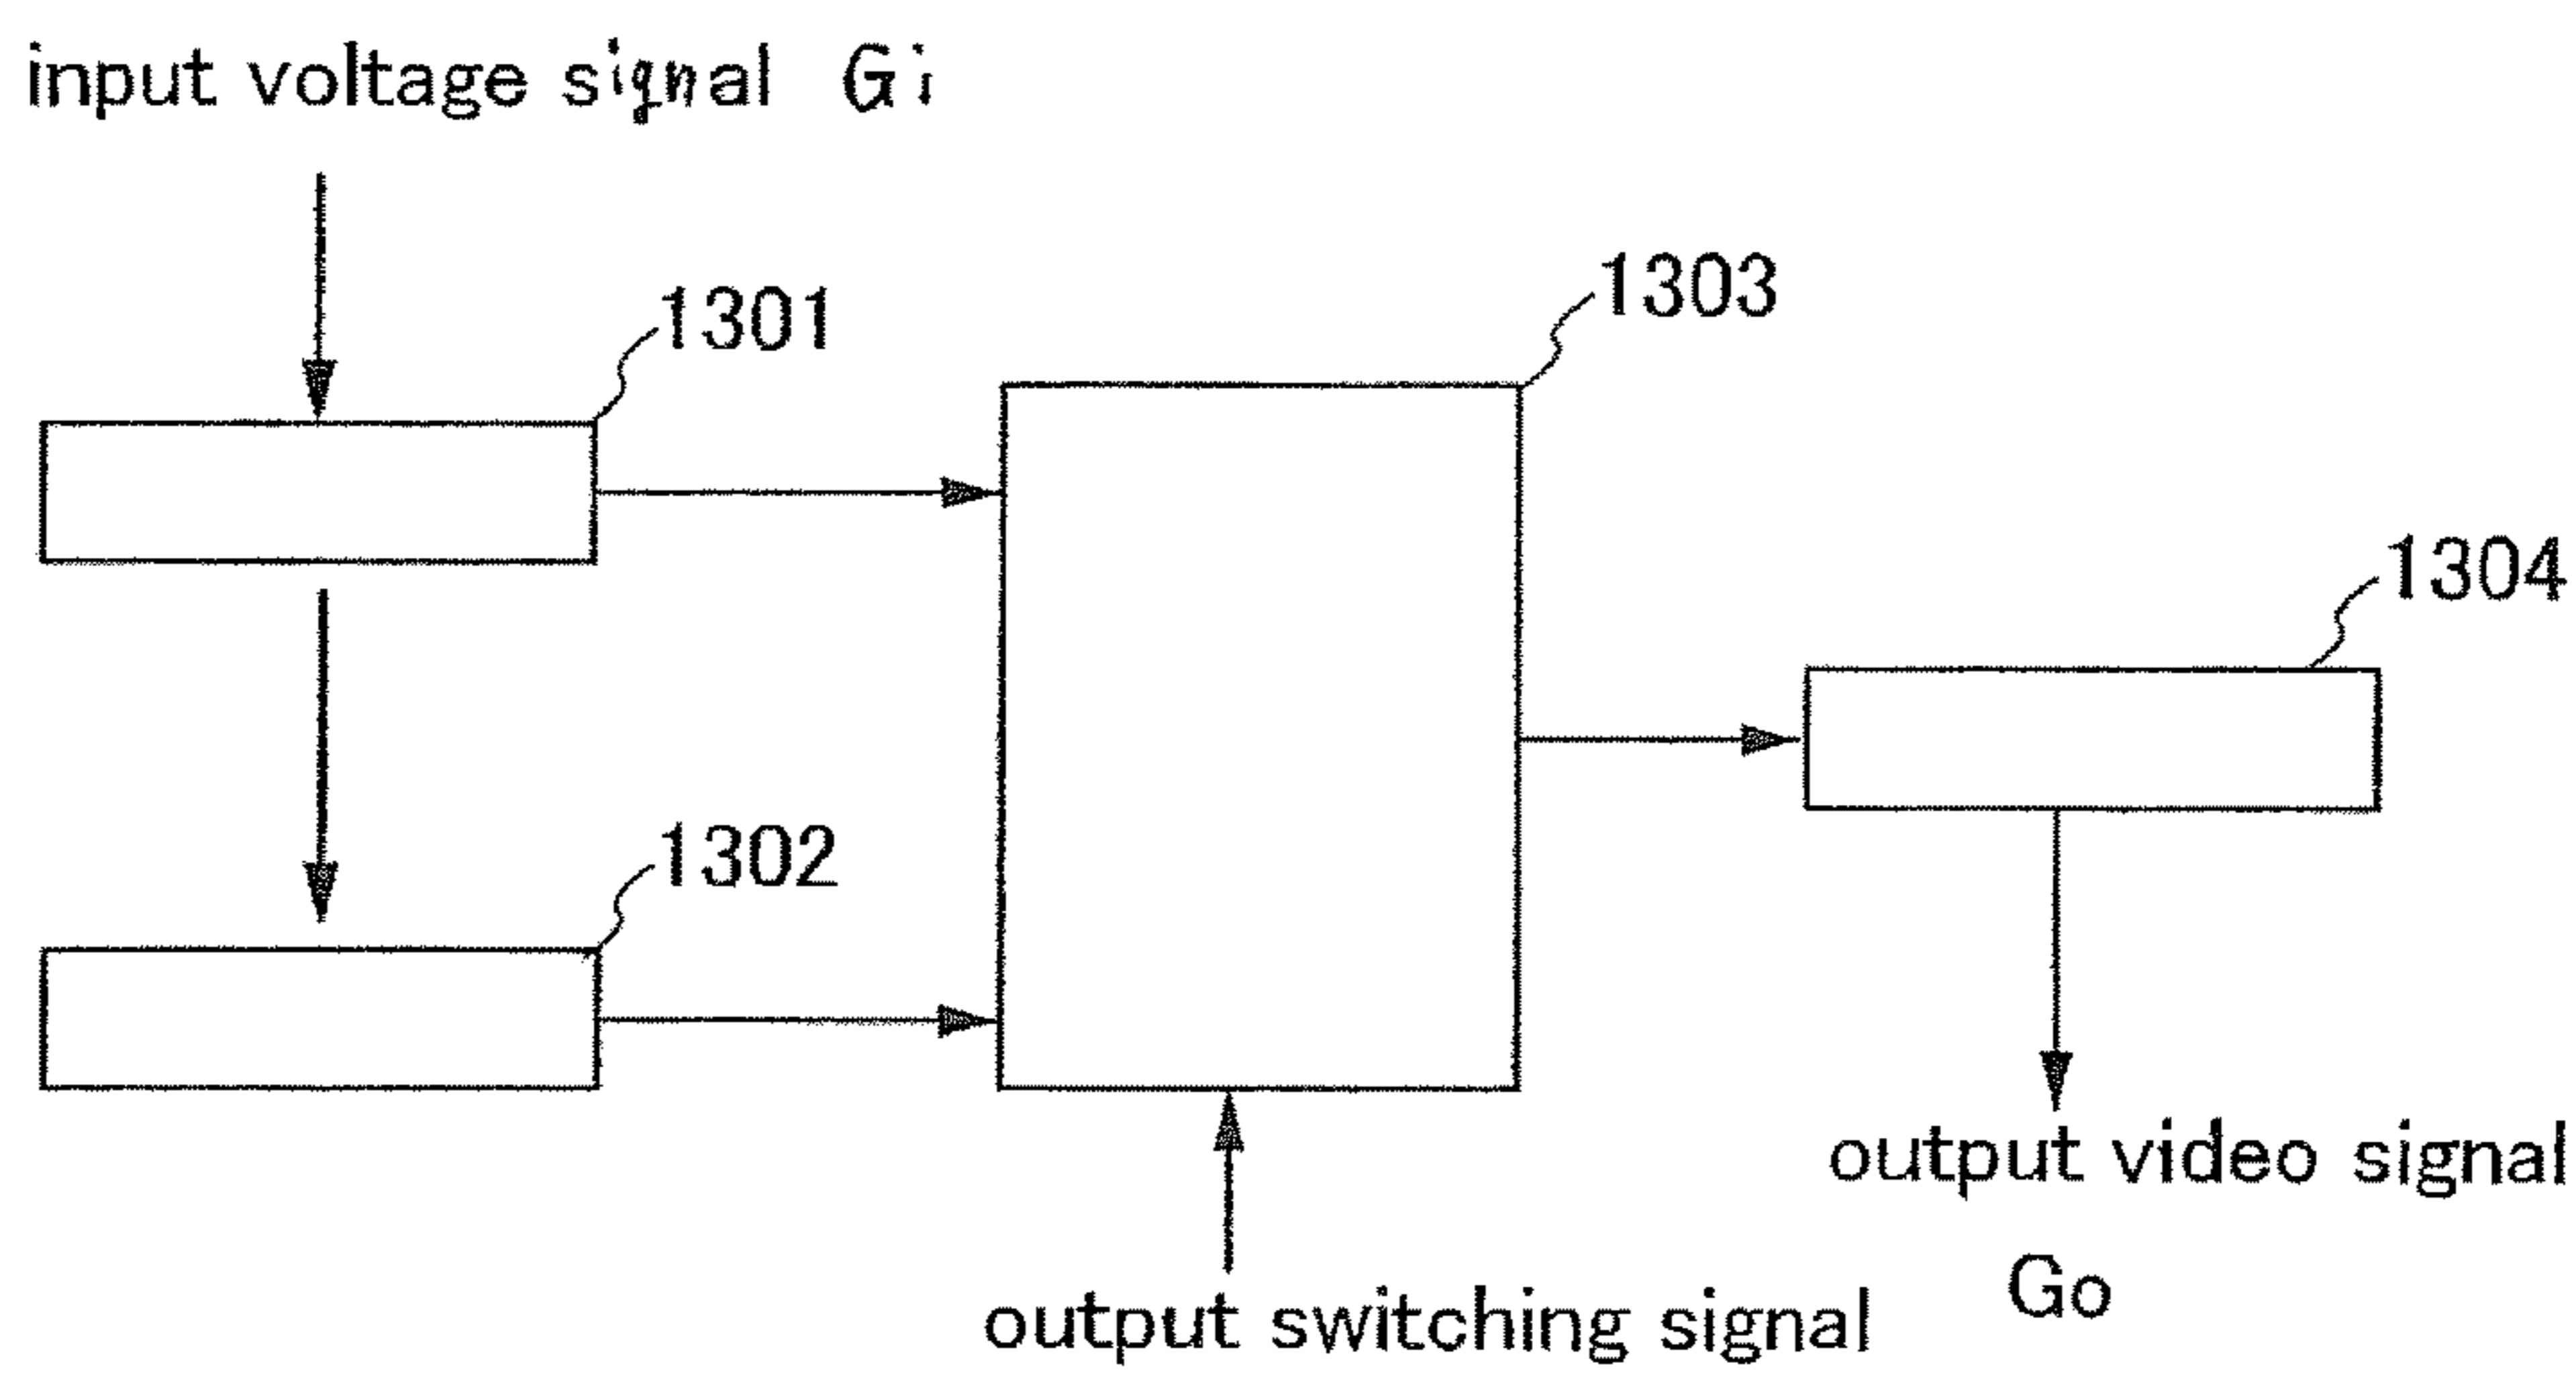 input voltage signal Gi
1301
1303
1304
1302
output video signal
Go
output switching signal